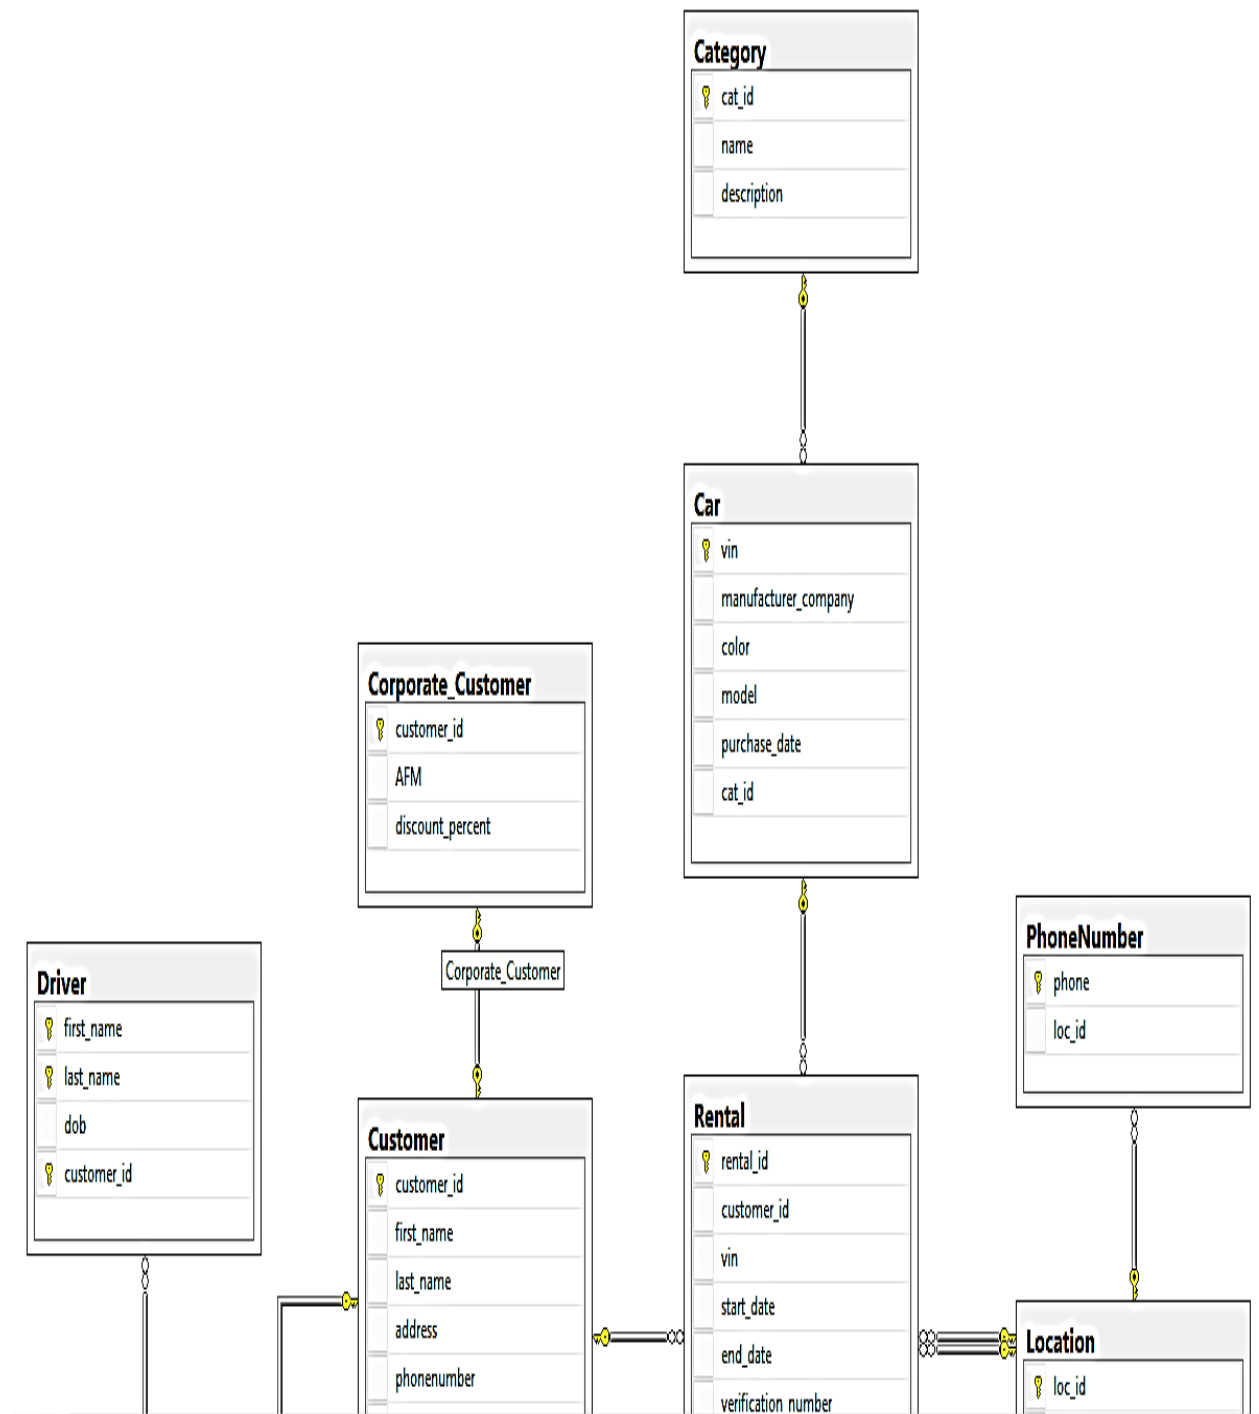 Category
cat_id
name
description
Car
vin
manufacturer_company
color
model
purchase_date
cat_id
Corporate_Customer
customer_id
AFM
discount_percent
Corporate_Customer
Driver
first_name
last_name
dob
customer_id
Customer
customer_id
first_name
last_name
address
phonenumber
Rental
rental_id
customer_id
vin
start_date
end_date
verification_number
PhoneNumber
phone
loc_id
Location
loc_id